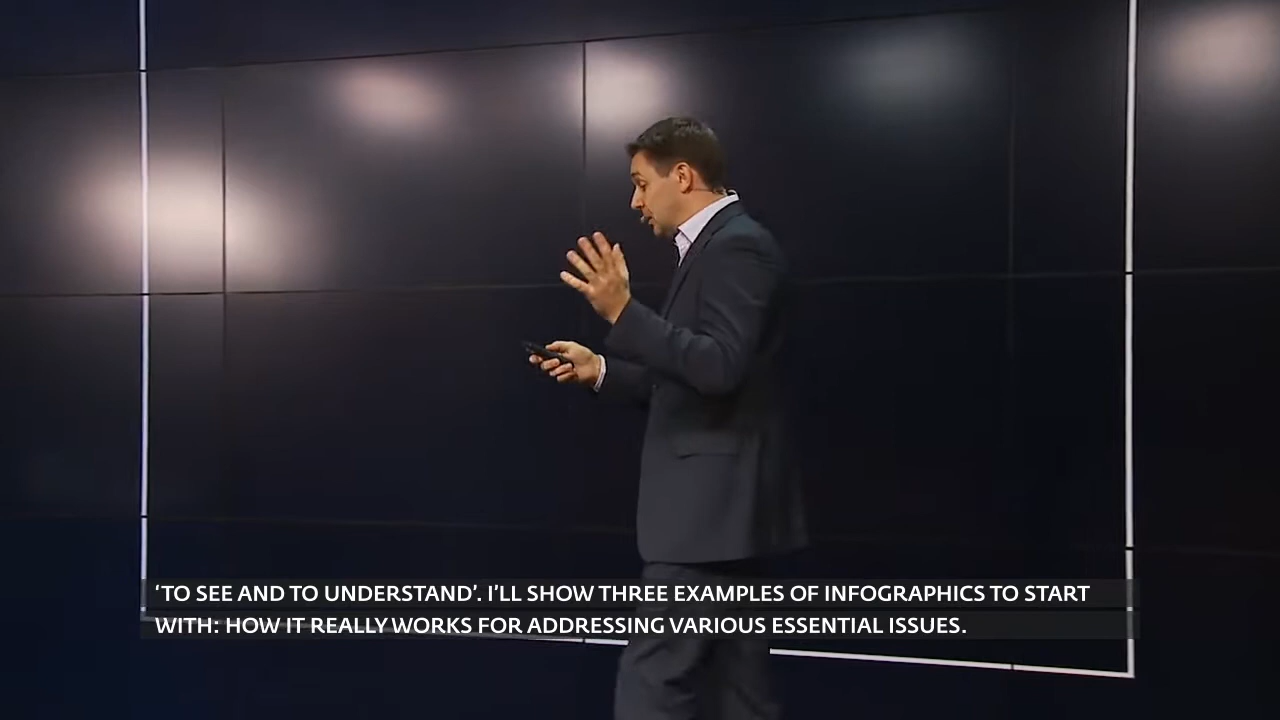 ‘TO SEE AND TO UNDERSTAND’. I’LL SHOW THREE EXAMPLES OF INFOGRAPHICS TO START
WITH: HOW IT REALLY WORKS FOR ADDRESSING VARIOUS ESSENTIAL ISSUES.